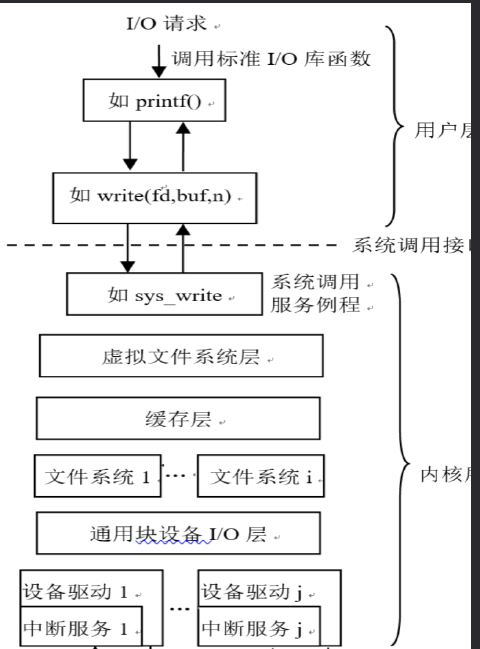 I/O 请求
调用标准 I/O 库函数
如 printf()
用户层
如 write(fd,buf,n)
系统调用接口
如 sys_write
系统调用
服务例程
虚拟文件系统层
缓存层
文件系统 1 … 文件系统 i
内核
通用块设备 I/O 层
设备驱动 1 … 设备驱动 j
中断服务 1 中断服务 j